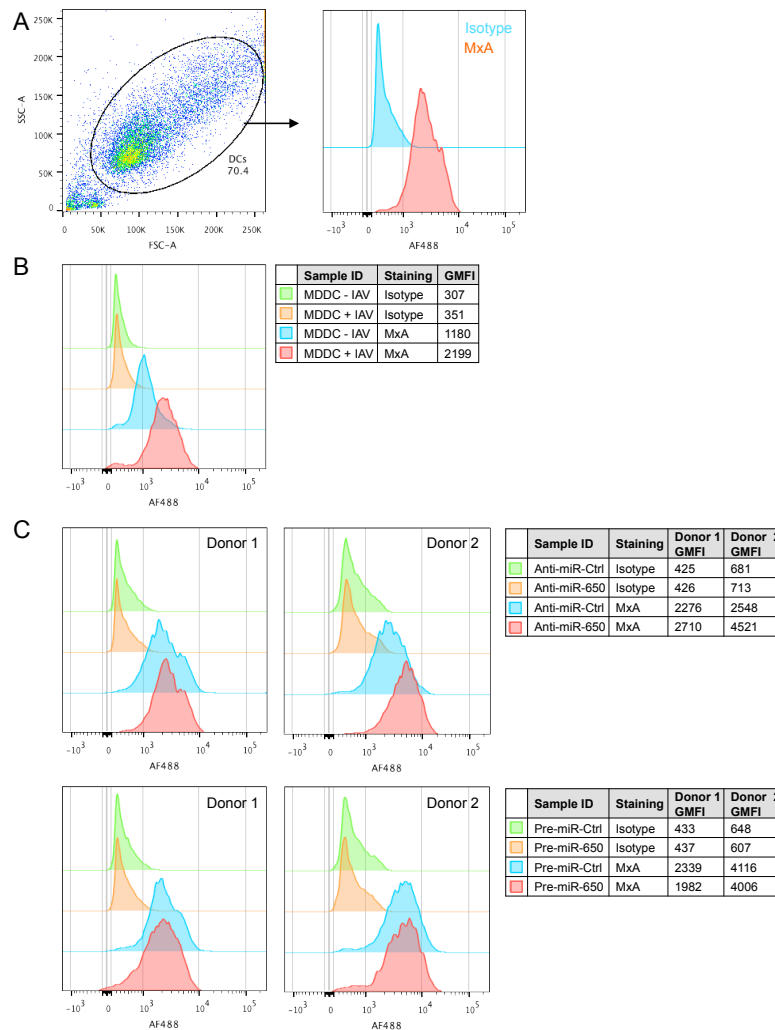 A
250K
200K
150K
100K
50K
0
SSC-A
DCs
70.4
0 50K 100K 150K 200K 250K
FSC-A
Isotype
MxA
-10³ 0 10³ 10⁴ 10⁵
AF488
B
-10³ 0 10³ 10⁴ 10⁵
AF488
Sample ID Staining GMFI
MDDC - IAV Isotype 307
MDDC + IAV Isotype 351
MDDC - IAV MxA 1180
MDDC + IAV MxA 2199
C
Donor 1
-10³ 0 10³ 10⁴ 10⁵
AF488
Donor 2
-10³ 0 10³ 10⁴ 10⁵
AF488
Sample ID Staining Donor 1 GMFI Donor 2 GMFI
Anti-miR-Ctrl Isotype 425 681
Anti-miR-650 Isotype 426 713
Anti-miR-Ctrl MxA 2276 2548
Anti-miR-650 MxA 2710 4521
Donor 1
-10³ 0 10³ 10⁴ 10⁵
AF488
Donor 2
-10³ 0 10³ 10⁴ 10⁵
AF488
Sample ID Staining Donor 1 GMFI Donor 2 GMFI
Pre-miR-Ctrl Isotype 433 648
Pre-miR-650 Isotype 437 607
Pre-miR-Ctrl MxA 2339 4116
Pre-miR-650 MxA 1982 4006